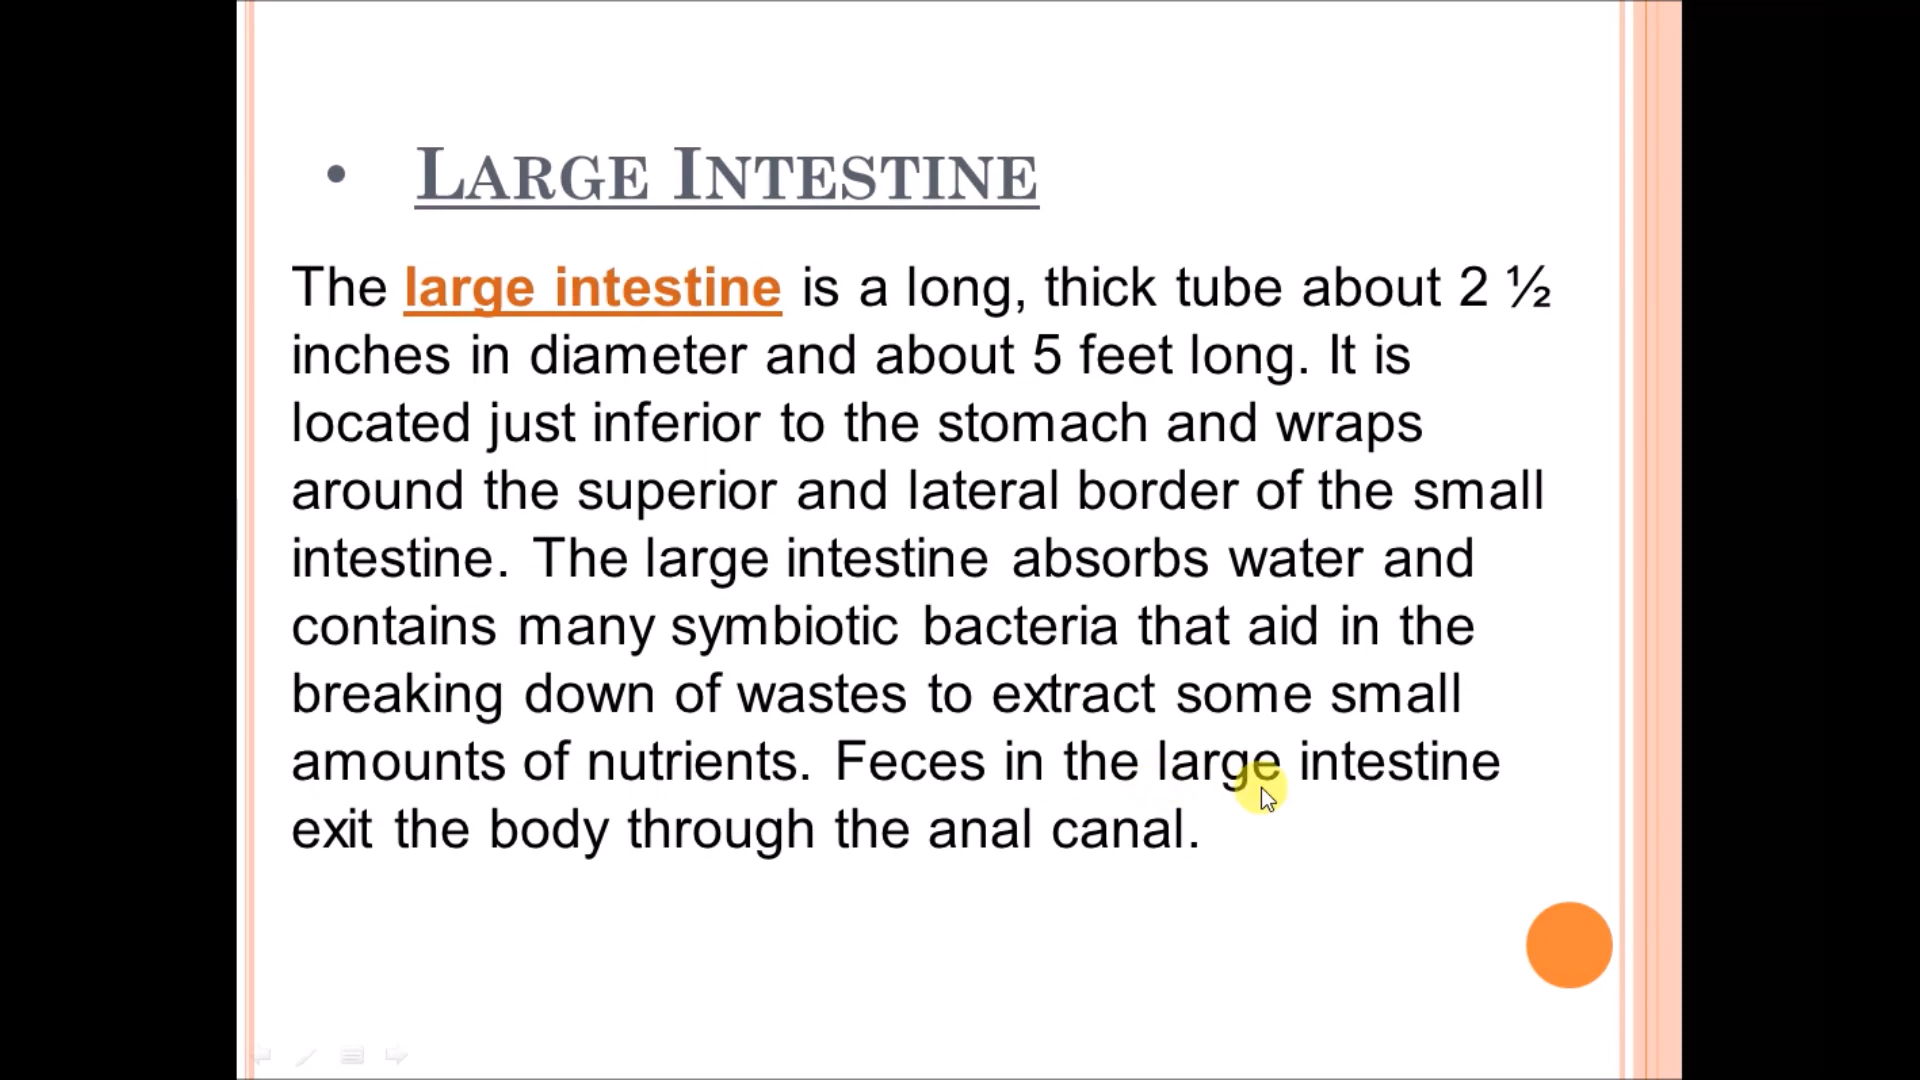 • LARGE INTESTINE
The large intestine is a long, thick tube about 2 ½
inches in diameter and about 5 feet long. It is
located just inferior to the stomach and wraps
around the superior and lateral border of the small
intestine. The large intestine absorbs water and
contains many symbiotic bacteria that aid in the
breaking down of wastes to extract some small
amounts of nutrients. Feces in the large intestine
exit the body through the anal canal.